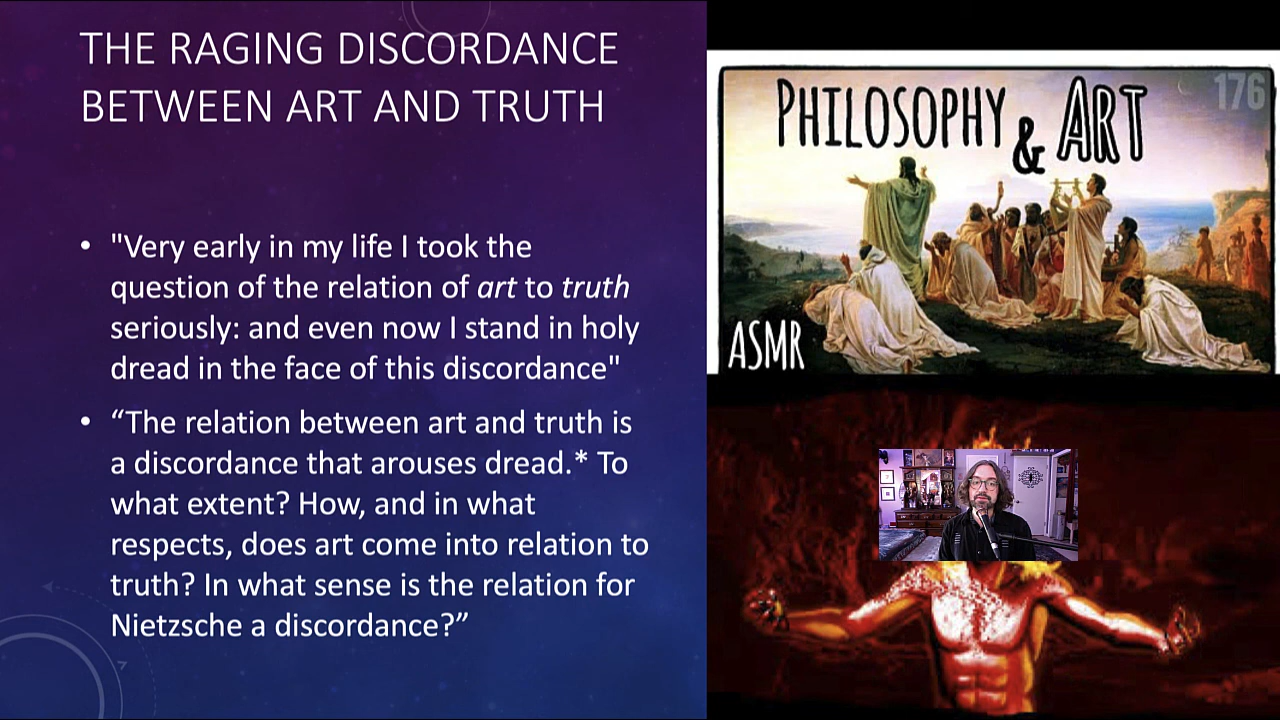 THE RAGING DISCORDANCE
BETWEEN ART AND TRUTH
• "Very early in my life I took the
question of the relation of art to truth
seriously: and even now I stand in holy
dread in the face of this discordance"
• “The relation between art and truth is
a discordance that arouses dread.* To
what extent? How, and in what
respects, does art come into relation to
truth? In what sense is the relation for
Nietzsche a discordance?”
176
PHILOSOPHY & ART
ASMR